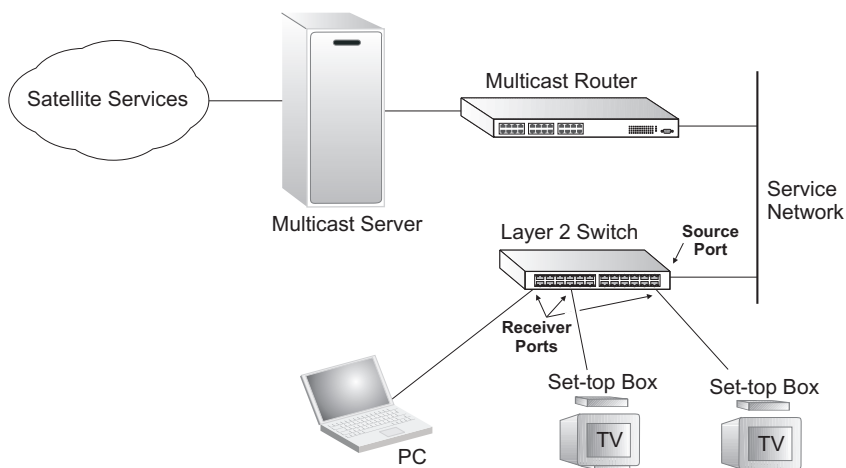 Satellite Services
Multicast Router
Multicast Server
Service
Network
Layer 2 Switch
Source
Port
Receiver
Ports
Set-top Box
Set-top Box
TV
TV
PC